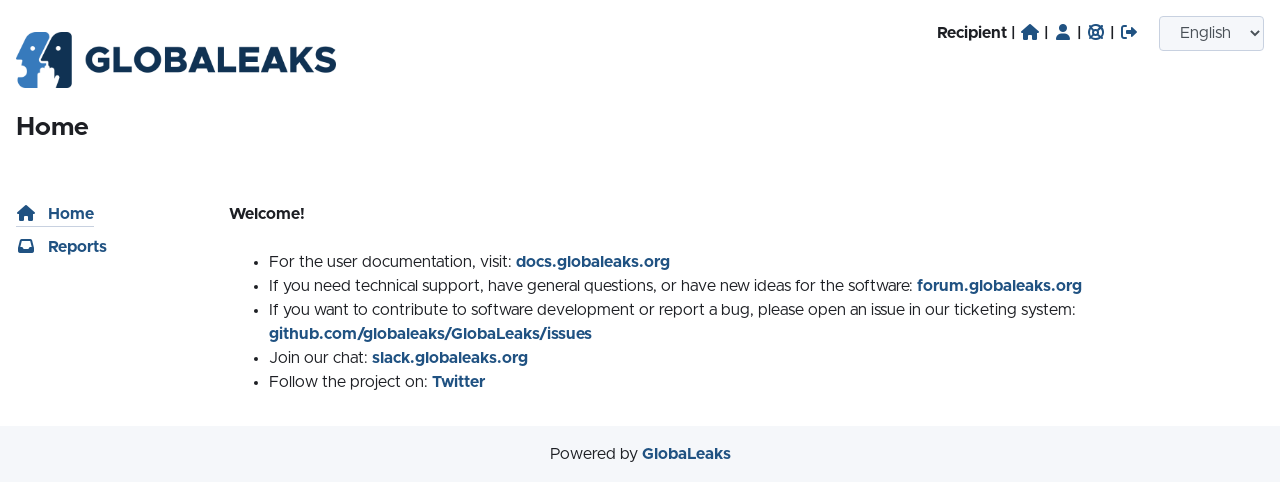 Recipient | | | |
English
GLOBALEAKS
Home
Home
Reports
Welcome!
For the user documentation, visit: docs.globaleaks.org
If you need technical support, have general questions, or have new ideas for the software: forum.globaleaks.org
If you want to contribute to software development or report a bug, please open an issue in our ticketing system:
github.com/globaleaks/GlobaLeaks/issues
Join our chat: slack.globaleaks.org
Follow the project on: Twitter
Powered by GlobaLeaks